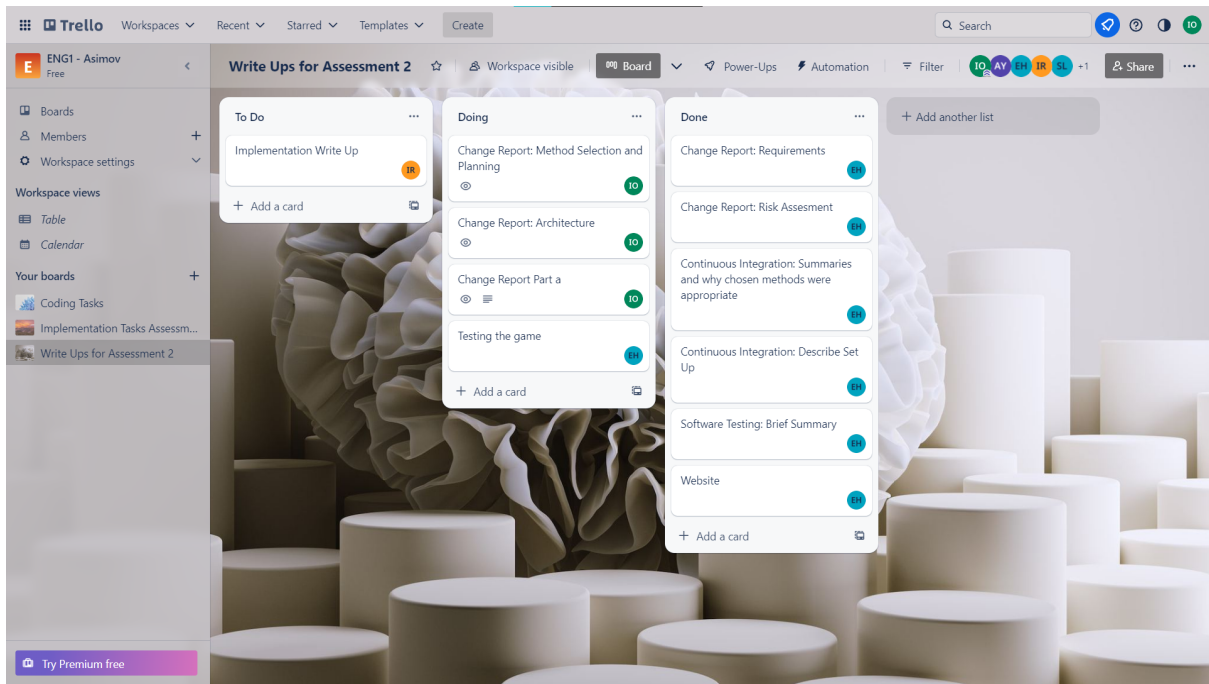 Trello
Workspaces
Recent
Starred
Templates
Create
Search
IO
E
ENG1 - Asimov
Free
Write Ups for Assessment 2
Workspace visible
Board
Power-Ups
Automation
Filter
IO
AY
EH
IR
SL
+1
Share
Boards
Members
Workspace settings
Workspace views
Table
Calendar
Your boards
Coding Tasks
Implementation Tasks Assessm...
Write Ups for Assessment 2
Try Premium free
To Do
Implementation Write Up
IR
Add a card
Doing
Change Report: Method Selection and
Planning
IO
Change Report: Architecture
IO
Change Report Part a
IO
Testing the game
EH
Add a card
Done
Change Report: Requirements
EH
Change Report: Risk Assesment
EH
Continuous Integration: Summaries
and why chosen methods were
appropriate
EH
Continuous Integration: Describe Set
Up
EH
Software Testing: Brief Summary
EH
Website
EH
Add a card
Add another list